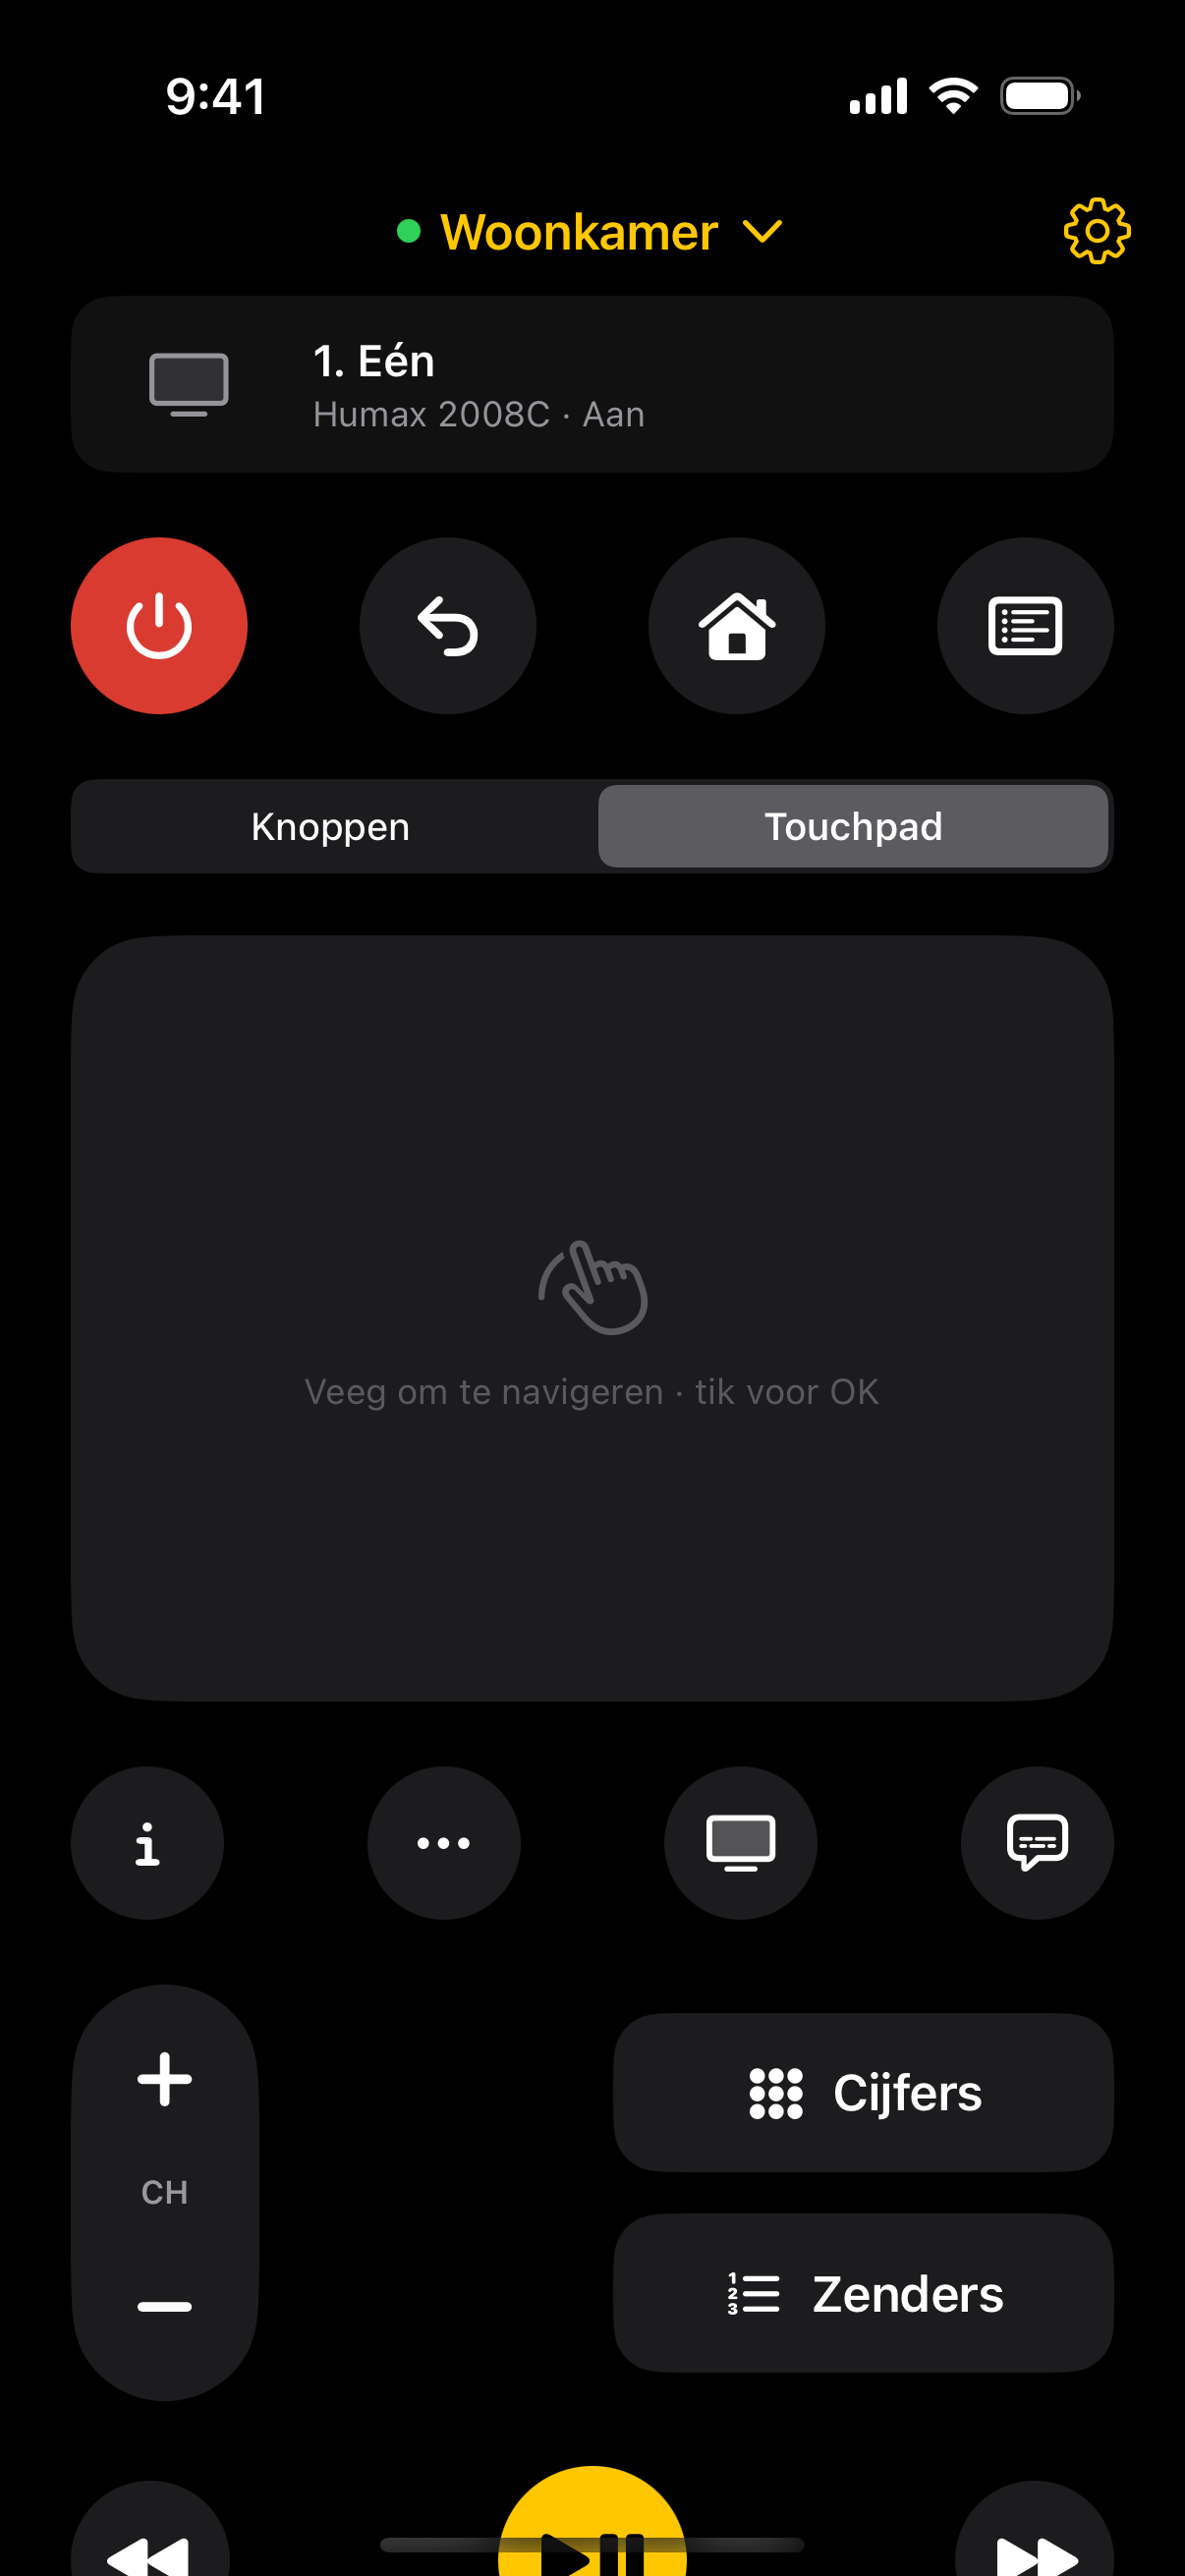 9:41
Woonkamer
1. Eén
Humax 2008C · Aan
Knoppen
Touchpad
Veeg om te navigeren · tik voor OK
CH
Cijfers
Zenders